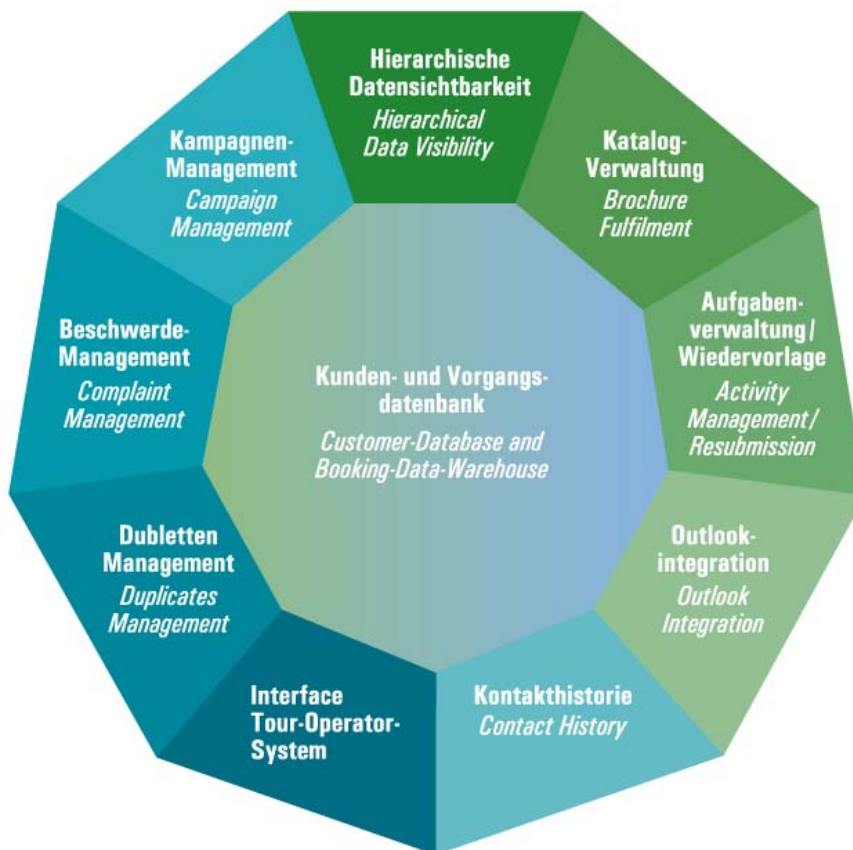 Hierarchische
Datensichtbarkeit
Hierarchical
Data Visibility
Katalog-
Verwaltung
Brochure
Fulfilment
Aufgaben-
verwaltung/
Wiedervorlage
Activity
Management/
Resubmission
Outlook-
integration
Outlook
Integration
Kontakthistorie
Contact History
Interface
Tour-Operator-
System
Dubletten
Management
Duplicates
Management
Beschwerde-
Management
Complaint
Management
Kampagnen-
Management
Campaign
Management
Kunden- und Vorgangs-
datenbank
Customer-Database and
Booking-Data-Warehouse